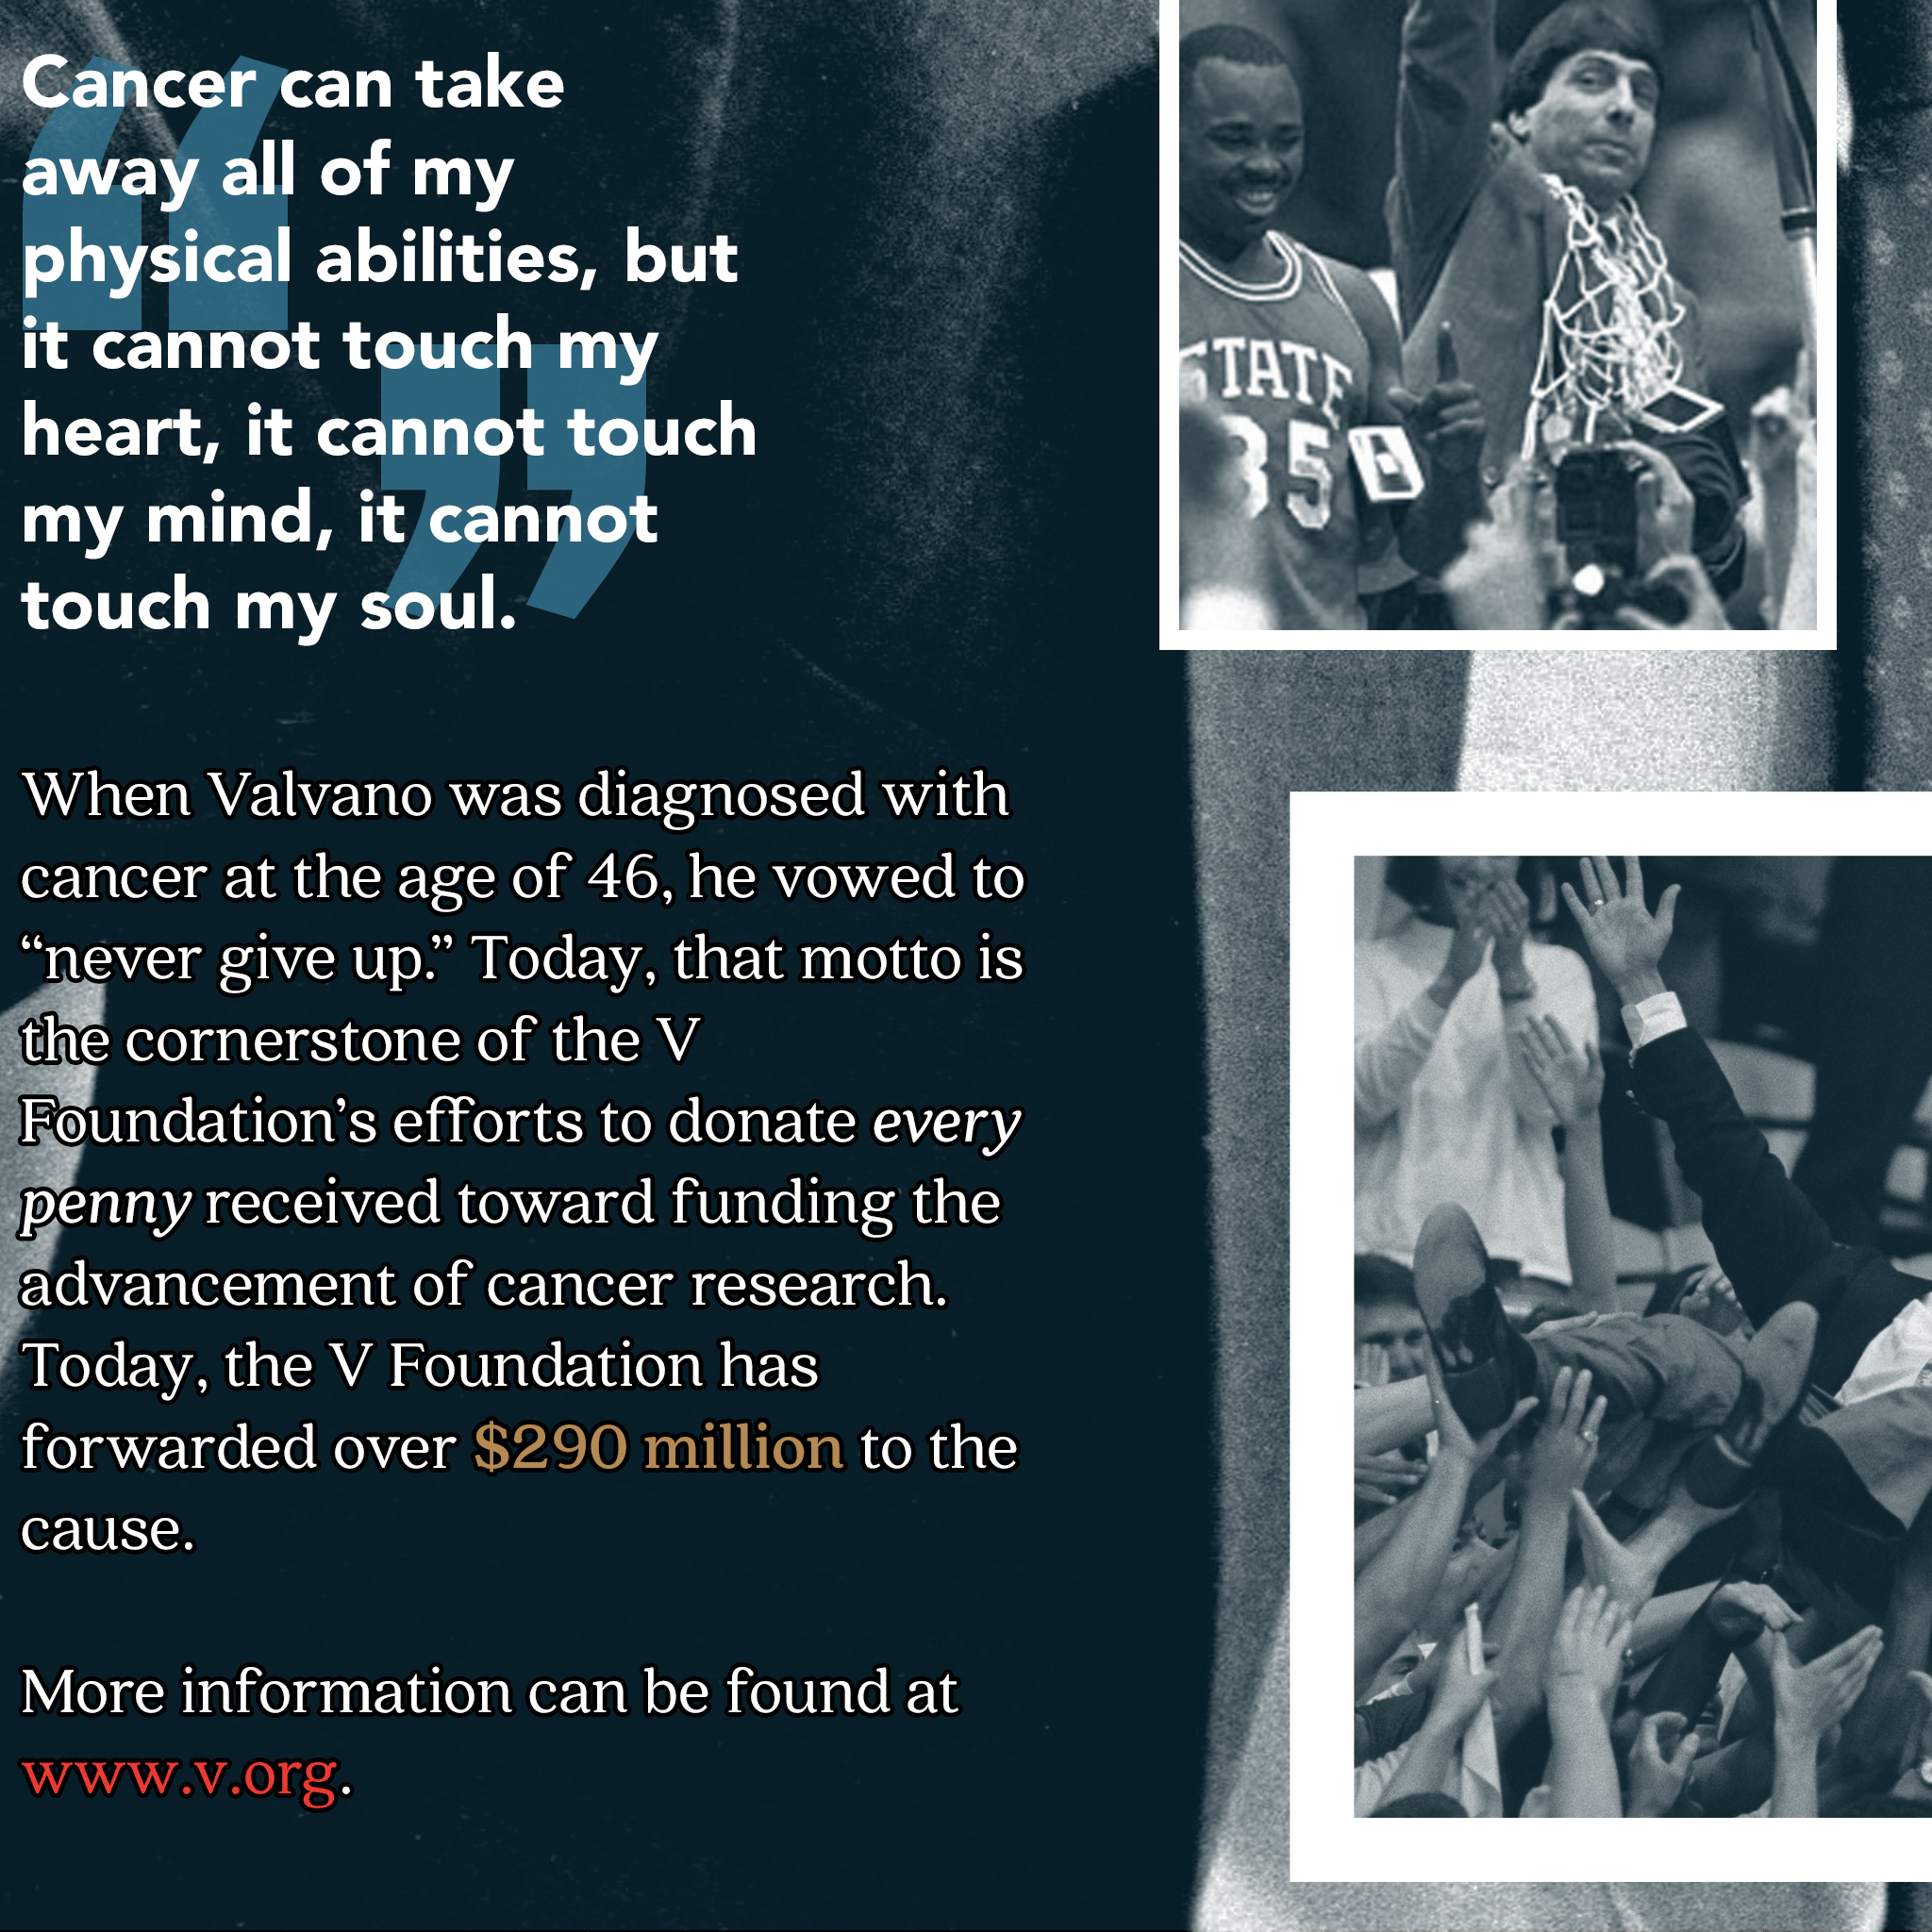 Cancer can take
away all of my
physical abilities, but
it cannot touch my
heart, it cannot touch
my mind, it cannot
touch my soul.
STATE
35
When Valvano was diagnosed with
cancer at the age of 46, he vowed to
“never give up.” Today, that motto is
the cornerstone of the V
Foundation’s efforts to donate every
penny received toward funding the
advancement of cancer research.
Today, the V Foundation has
forwarded over $290 million to the
cause.
More information can be found at
www.v.org.